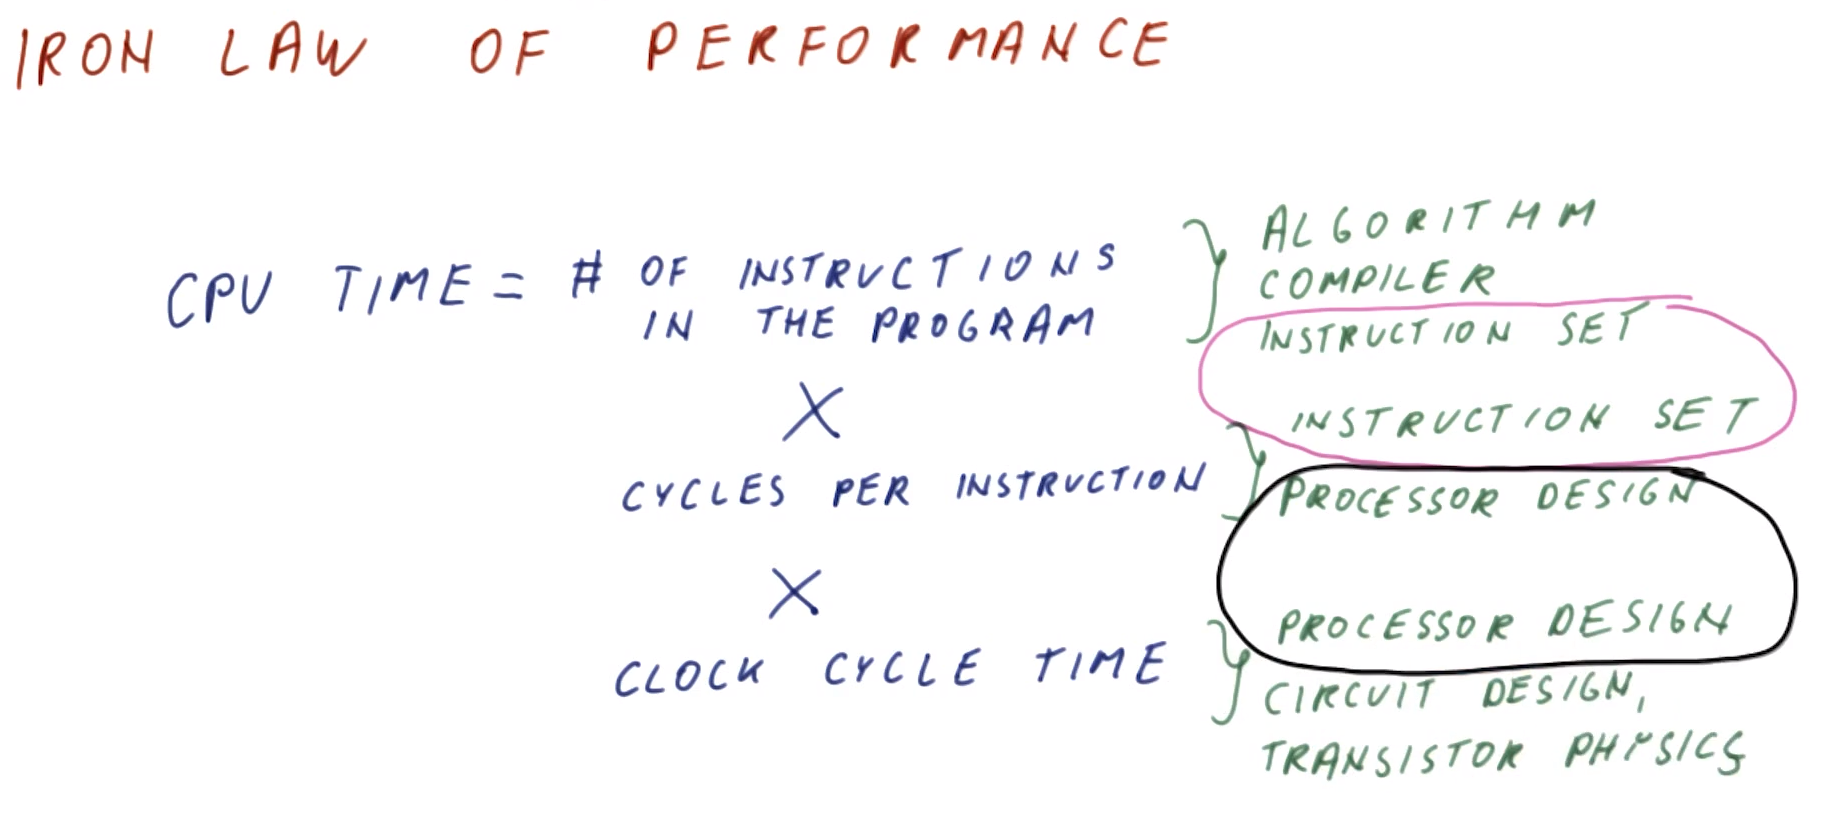 IRON LAW OF PERFORMANCE
ALGORITHM
CPU TIME = # OF INSTRUCTIONS
COMPILER
IN THE PROGRAM
INSTRUCTION SET
X
INSTRUCTION SET
CYCLES PER INSTRUCTION
PROCESSOR DESIGN
X
PROCESSOR DESIGN
CLOCK CYCLE TIME
CIRCUIT DESIGN,
TRANSISTOR PHYSICS